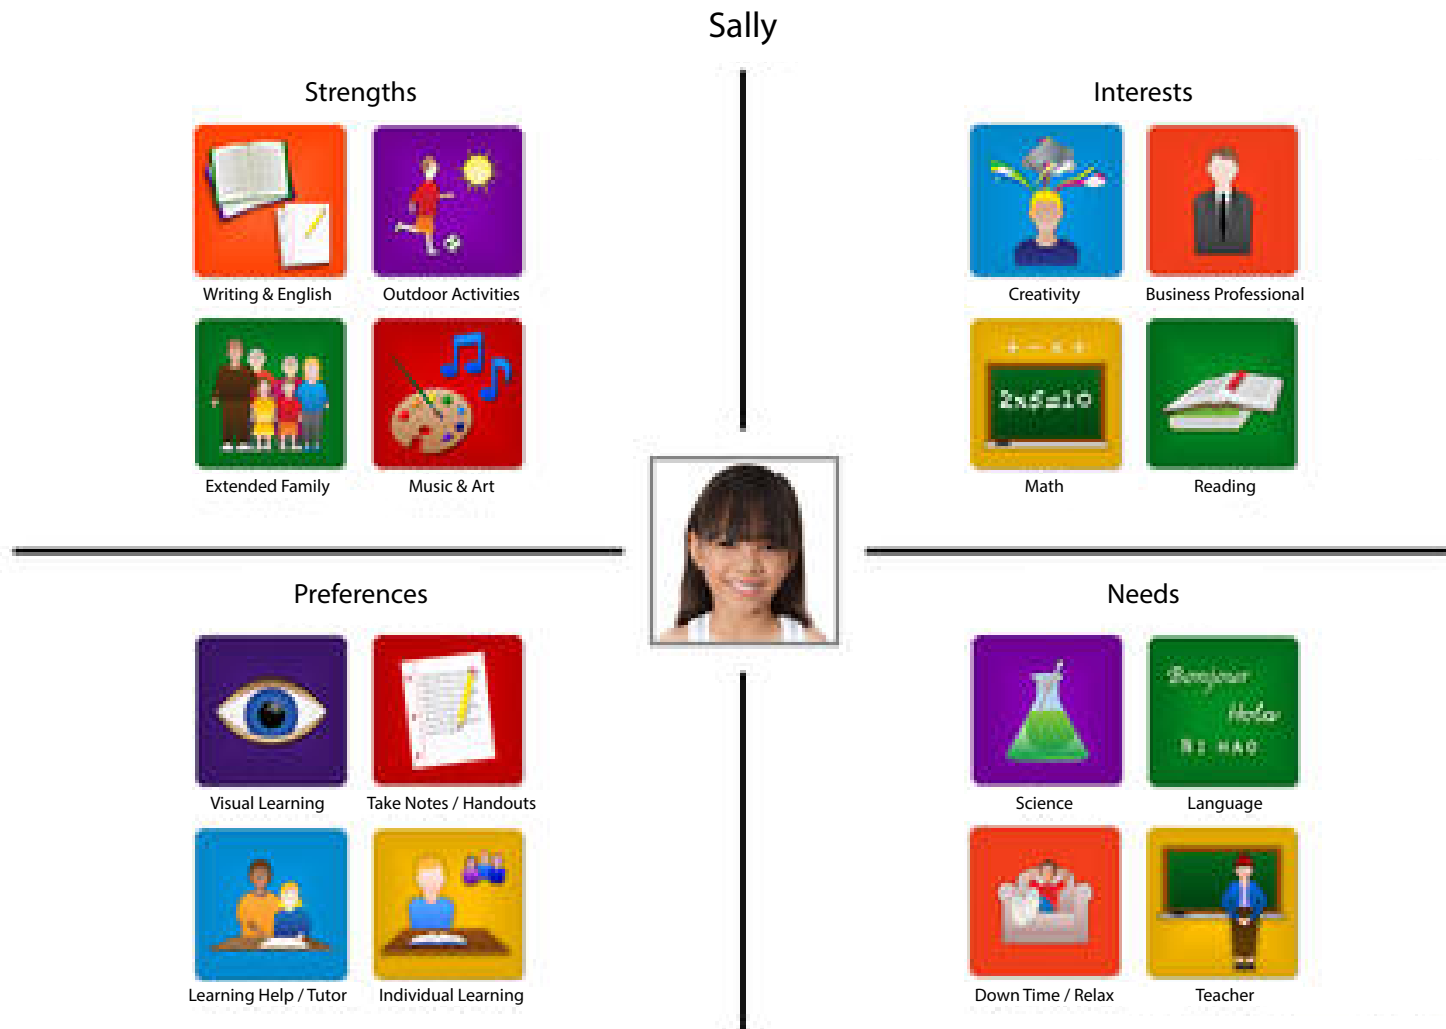 Sally
Strengths
Writing & English
Outdoor Activities
Extended Family
Music & Art
Interests
Creativity
Business Professional
+ - × +
2x5=10
Math
Reading
Preferences
Visual Learning
Take Notes / Handouts
Learning Help / Tutor
Individual Learning
Needs
Science
Bonjour
Hola
NI HAO
Language
Down Time / Relax
Teacher